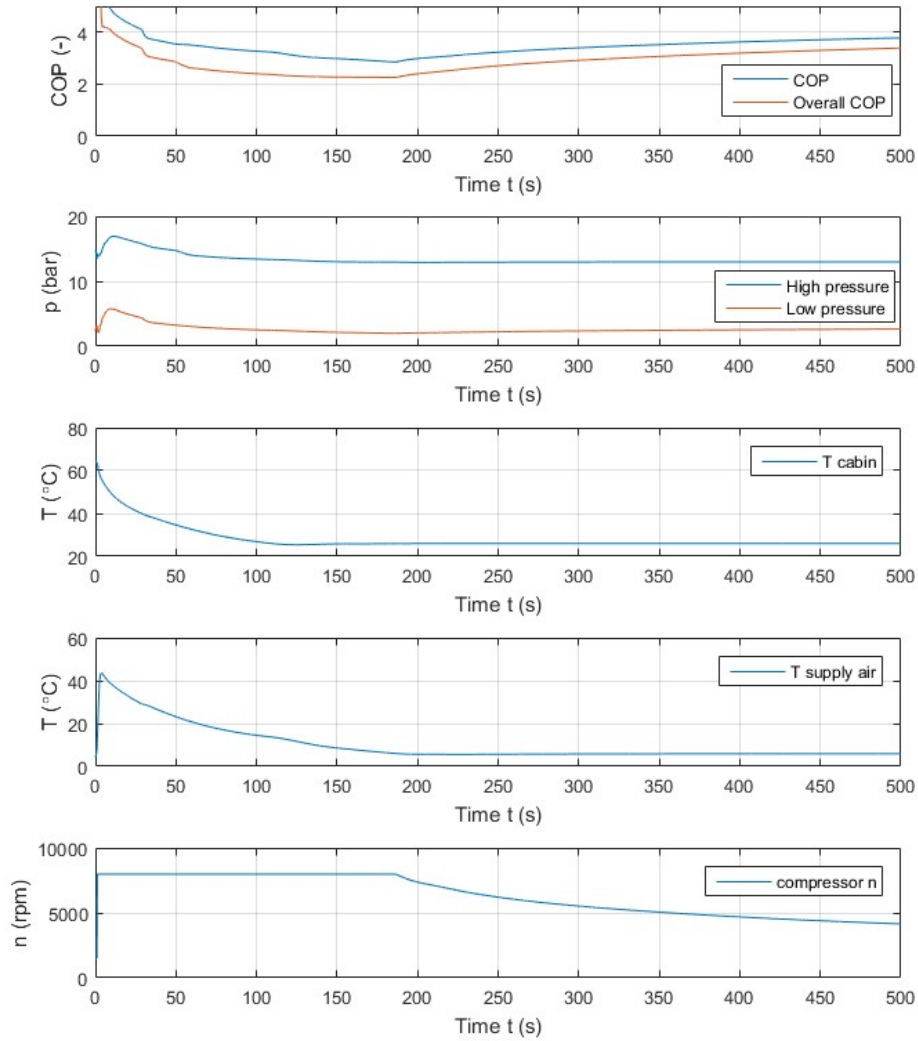 COP (-)
4
2
0
0 50 100 150 200 250 300 350 400 450 500
Time t (s)
COP
Overall COP
p (bar)
20
10
0
0 50 100 150 200 250 300 350 400 450 500
Time t (s)
High pressure
Low pressure
T (°C)
80
60
40
20
0 50 100 150 200 250 300 350 400 450 500
Time t (s)
T cabin
T (°C)
60
40
20
0
0 50 100 150 200 250 300 350 400 450 500
Time t (s)
T supply air
n (rpm)
10000
5000
0
0 50 100 150 200 250 300 350 400 450 500
Time t (s)
compressor n